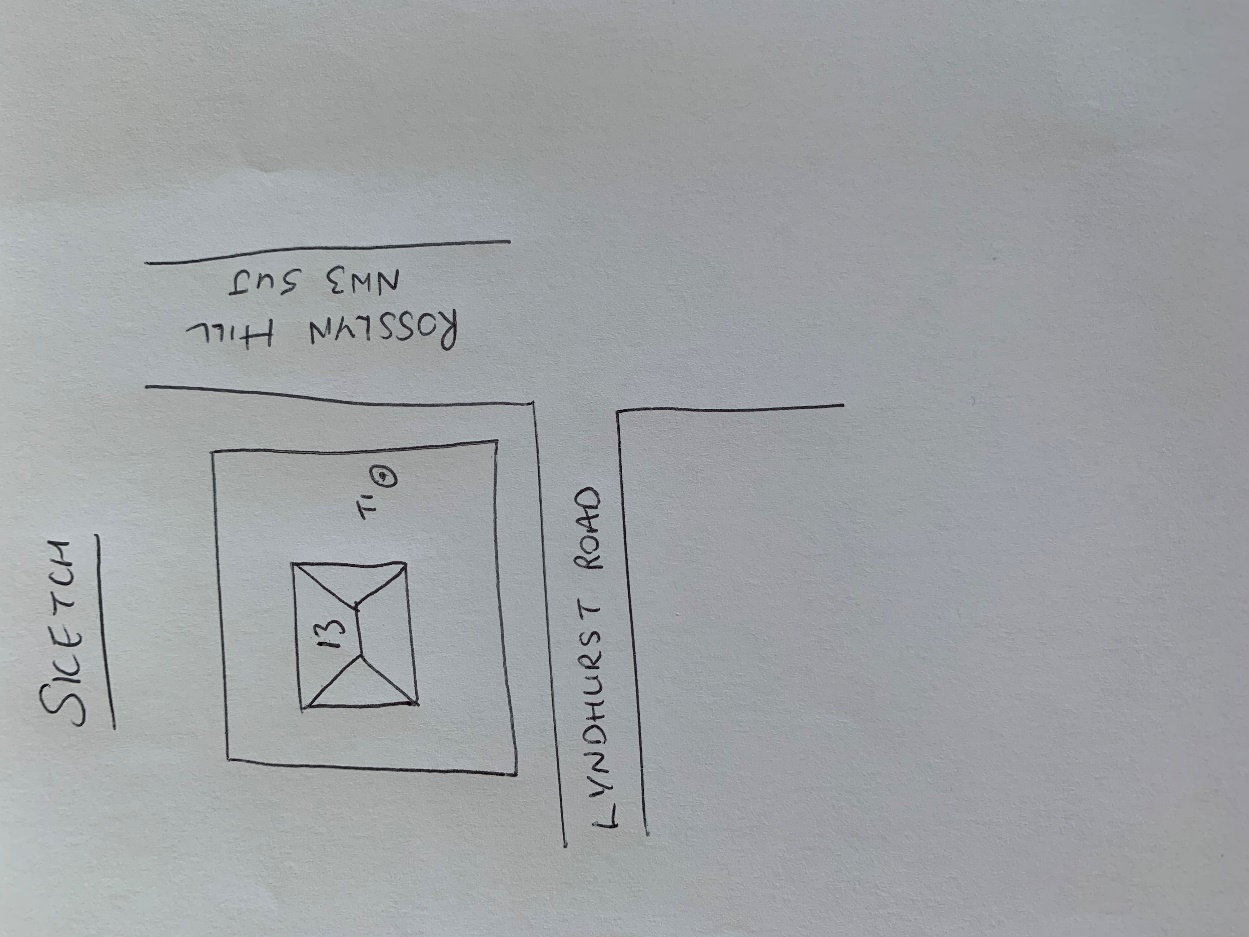 SKETCH
ROSSLYN HILL
NW3 5UJ
T1
13
LYNDHURST ROAD